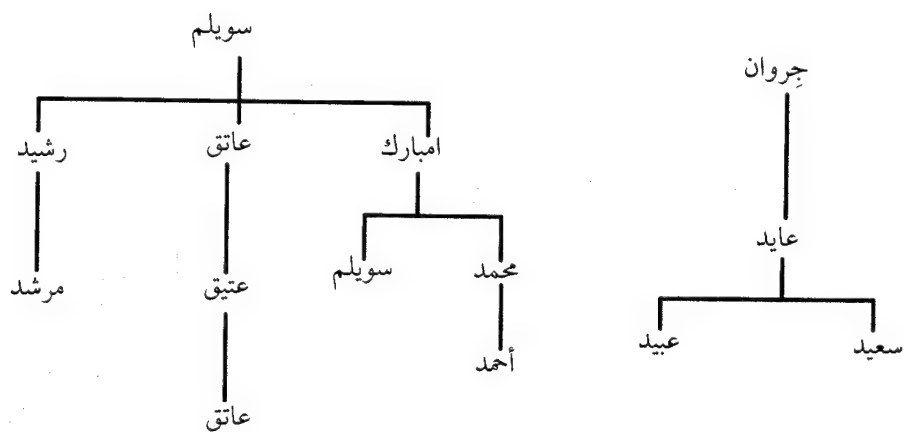 سويلم
جِروان
امبارك
عاتق
رشيد
عايد
محمد
سويلم
عتيق
مرشد
سعيد
عبيد
أحمد
عاتق